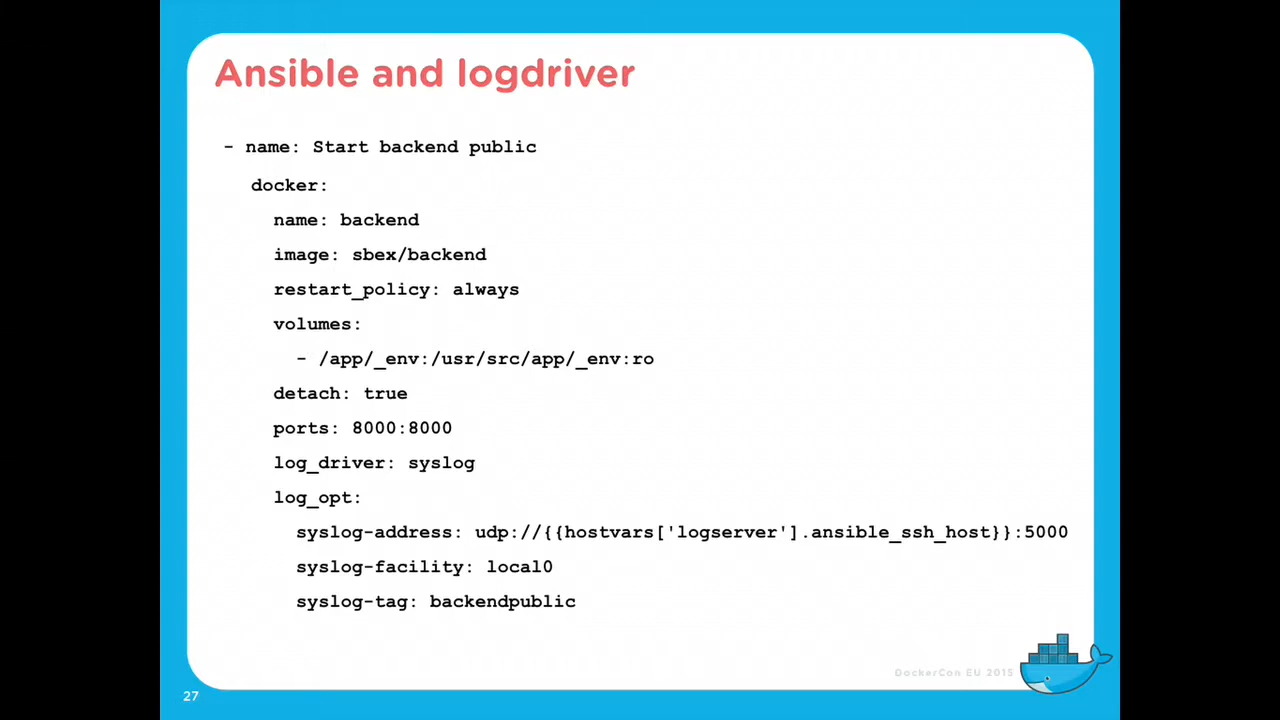 Ansible and logdriver
- name: Start backend public
docker:
name: backend
image: sbex/backend
restart_policy: always
volumes:
- /app/_env:/usr/src/app/_env:ro
detach: true
ports: 8000:8000
log_driver: syslog
log_opt:
syslog-address: udp://{{hostvars['logserver'].ansible_ssh_host}}:5000
syslog-facility: local0
syslog-tag: backendpublic
DockerCon EU 2015
27